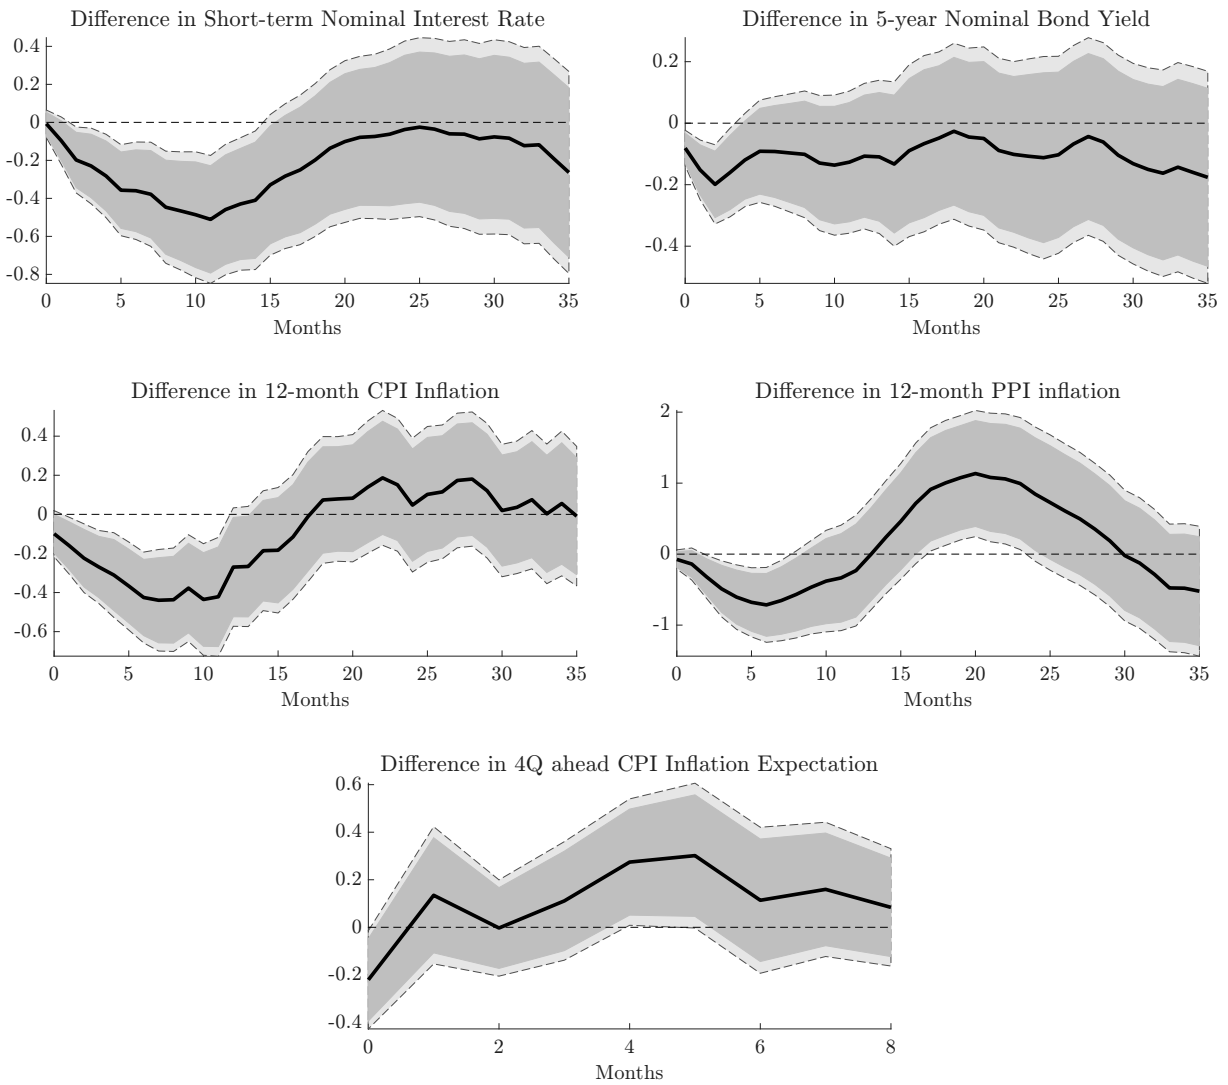 Difference in Short-term Nominal Interest Rate
0.4
0.2
0
-0.2
-0.4
-0.6
-0.8
0 5 10 15 20 25 30 35
Months
Difference in 5-year Nominal Bond Yield
0.2
0
-0.2
-0.4
0 5 10 15 20 25 30 35
Months
Difference in 12-month CPI Inflation
0.4
0.2
0
-0.2
-0.4
-0.6
0 5 10 15 20 25 30 35
Months
Difference in 12-month PPI inflation
2
1
0
-1
0 5 10 15 20 25 30 35
Months
Difference in 4Q ahead CPI Inflation Expectation
0.6
0.4
0.2
0
-0.2
-0.4
0 2 4 6 8
Months